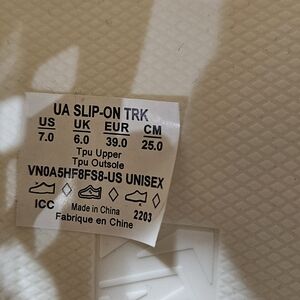 UA SLIP-ON TRK
US UK EUR CM
7.0 6.0 39.0 25.0
Tpu Upper
Tpu Outsole
VN0A5HF8FS8-US UNISEX
ICC Made in China 2203
Fabrique en Chine